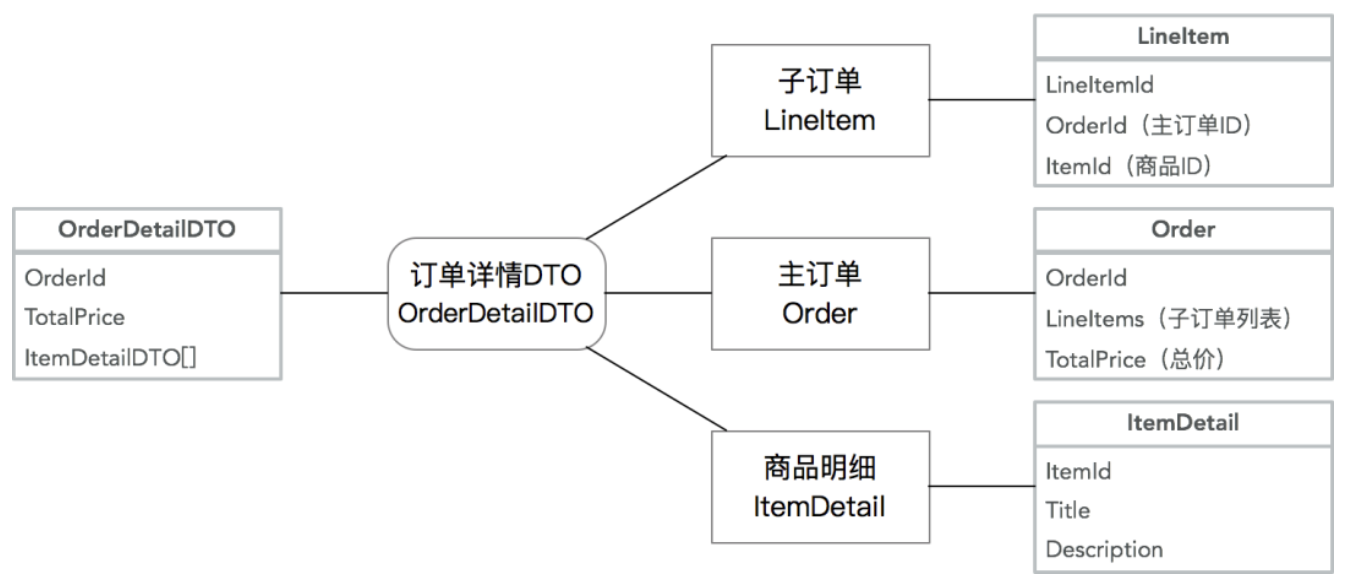 OrderDetailDTO
OrderId
TotalPrice
ItemDetailDTO[]
订单详情DTO
OrderDetailDTO
子订单
LineItem
主订单
Order
商品明细
ItemDetail
LineItem
LineItemId
OrderId（主订单ID）
ItemId（商品ID）
Order
OrderId
LineItems（子订单列表）
TotalPrice（总价）
ItemDetail
ItemId
Title
Description